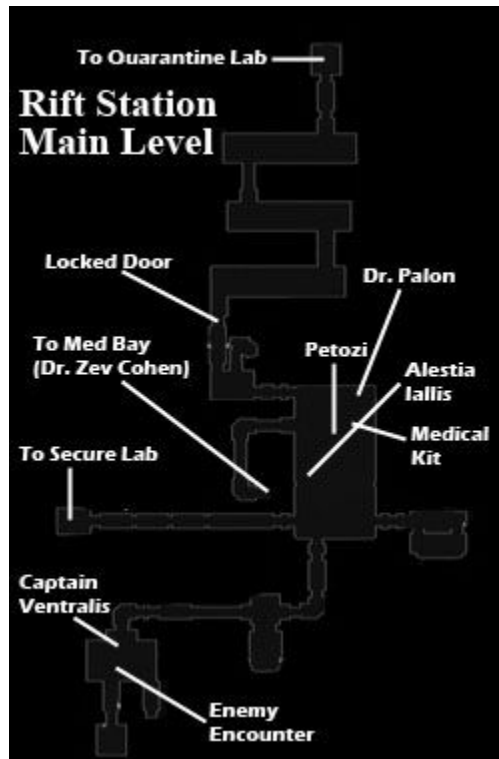 To Quarantine Lab
Rift Station
Main Level
Locked Door
Dr. Palon
To Med Bay
(Dr. Zev Cohen)
Petozi
Alestia
Iallis
Medical
Kit
To Secure Lab
Captain
Ventralis
Enemy
Encounter